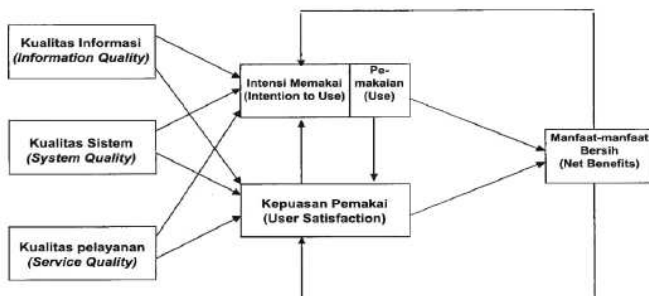 Kualitas Informasi
(Information Quality)
Intensi Memakai
(Intention to Use)
Pe-
makaian
(Use)
Kualitas Sistem
(System Quality)
Manfaat-manfaat
Bersih
(Net Benefits)
Kepuasan Pemakai
(User Satisfaction)
Kualitas pelayanan
(Service Quality)